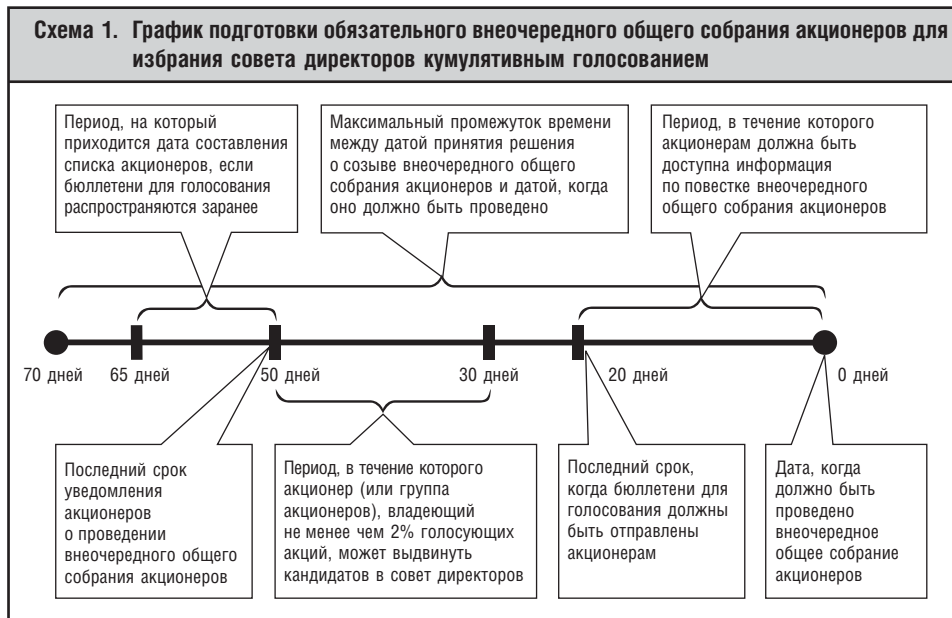 Схема 1. График подготовки обязательного внеочередного общего собрания акционеров для
избрания совета директоров кумулятивным голосованием
Период, на который
приходится дата составления
списка акционеров, если
бюллетени для голосования
распространяются заранее
Максимальный промежуток времени
между датой принятия решения
о созыве внеочередного общего
собрания акционеров и датой, когда
оно должно быть проведено
Период, в течение которого
акционерам должна быть
доступна информация
по повестке внеочередного
общего собрания акционеров
70 дней 65 дней 50 дней 30 дней 20 дней 0 дней
Последний срок
уведомления
акционеров
о проведении
внеочередного общего
собрания акционеров
Период, в течение которого
акционер (или группа
акционеров), владеющий
не менее чем 2% голосующих
акций, может выдвинуть
кандидатов в совет директоров
Последний срок,
когда бюллетени для
голосования должны
быть отправлены
акционерам
Дата, когда
должно быть
проведено
внеочередное
общее собрание
акционеров